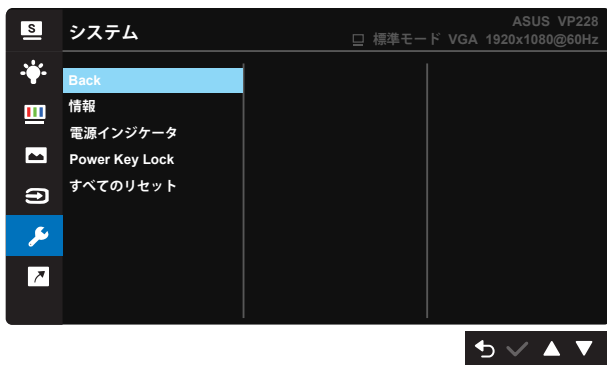 S
システム
ASUS VP228
標準モード VGA 1920x1080@60Hz
Back
情報
電源インジケータ
Power Key Lock
すべてのリセット